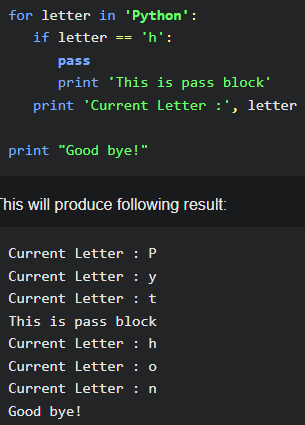 for letter in 'Python':
   if letter == 'h':
      pass
      print 'This is pass block'
   print 'Current Letter :', letter

print "Good bye!"
This will produce following result:
Current Letter : P
Current Letter : y
Current Letter : t
This is pass block
Current Letter : h
Current Letter : o
Current Letter : n
Good bye!